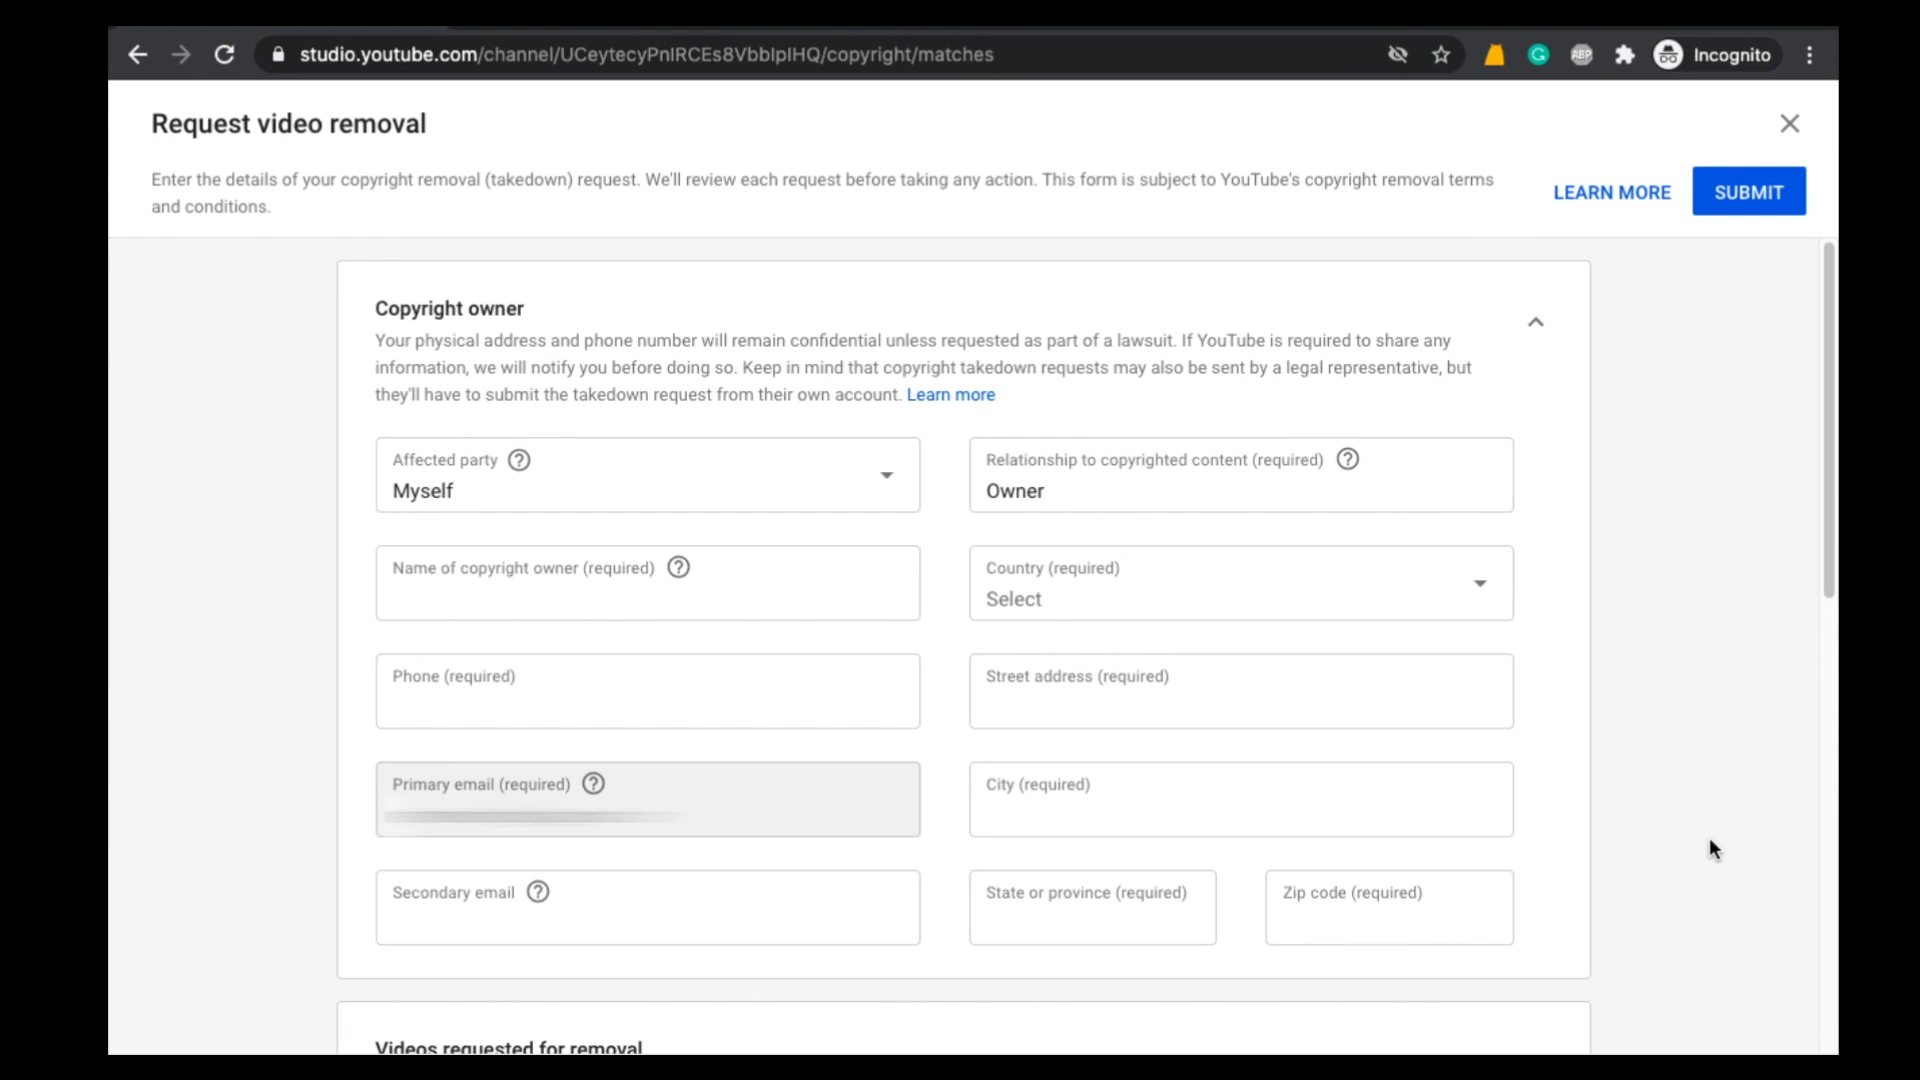 studio.youtube.com/channel/UCeytecyPnIRCEs8VbbIpIHQ/copyright/matches
ABP
Incognito
Request video removal
Enter the details of your copyright removal (takedown) request. We'll review each request before taking any action. This form is subject to YouTube's copyright removal terms
and conditions.
LEARN MORE
SUBMIT
Copyright owner
Your physical address and phone number will remain confidential unless requested as part of a lawsuit. If YouTube is required to share any
information, we will notify you before doing so. Keep in mind that copyright takedown requests may also be sent by a legal representative, but
they'll have to submit the takedown request from their own account. Learn more
Affected party
Myself
Relationship to copyrighted content (required)
Owner
Name of copyright owner (required)
Country (required)
Select
Phone (required)
Street address (required)
Primary email (required)
City (required)
Secondary email
State or province (required)
Zip code (required)
Videos requested for removal